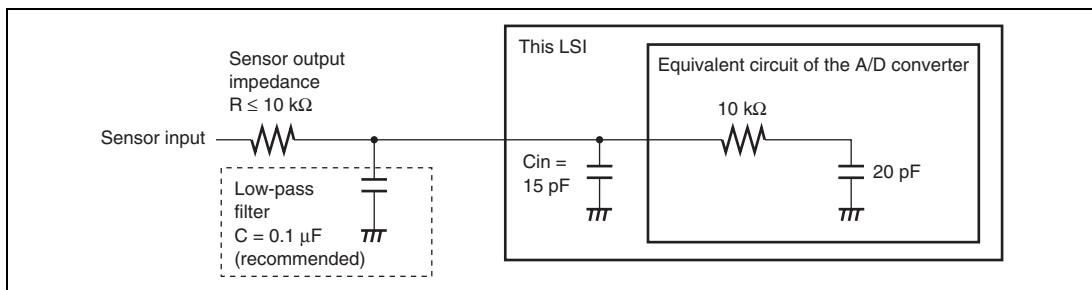 This LSI
Equivalent circuit of the A/D converter
Sensor output
impedance
R ≤ 10 kΩ
10 kΩ
Sensor input
Cin =
15 pF
20 pF
Low-pass
filter
C = 0.1 μF
(recommended)